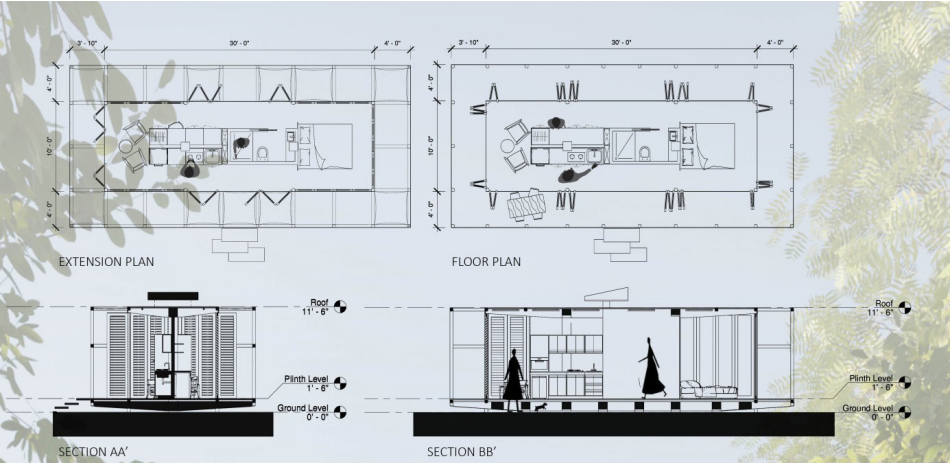 3' - 10" 30' - 0" 4' - 0"
4' - 0"
10' - 0"
4' - 0"
EXTENSION PLAN
3' - 10" 30' - 0" 4' - 0"
4' - 0"
10' - 0"
4' - 0"
FLOOR PLAN
Roof
11' - 6"
Plinth Level
1' - 6"
Ground Level
0' - 0"
SECTION AA'
Roof
11' - 6"
Plinth Level
1' - 6"
Ground Level
0' - 0"
SECTION BB'